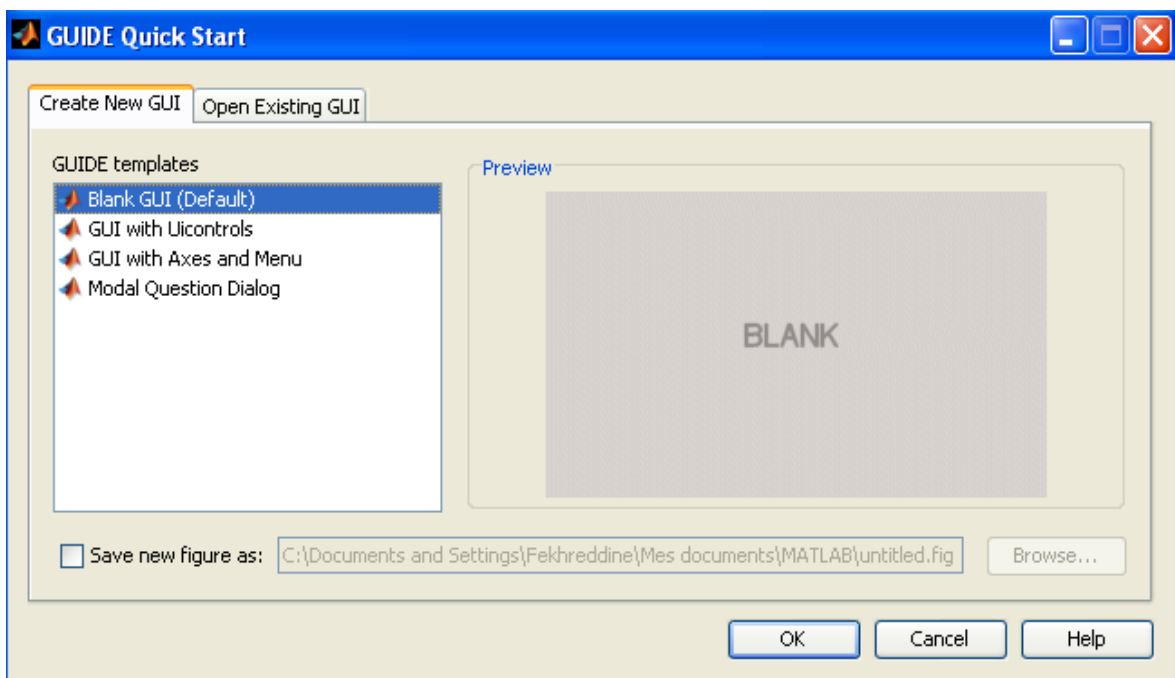 GUIDE Quick Start
Create New GUI
Open Existing GUI
GUIDE templates
Blank GUI (Default)
GUI with Uicontrols
GUI with Axes and Menu
Modal Question Dialog
Preview
BLANK
Save new figure as: C:\Documents and Settings\Fekhreddine\Mes documents\MATLAB\untitled.fig Browse...
OK Cancel Help